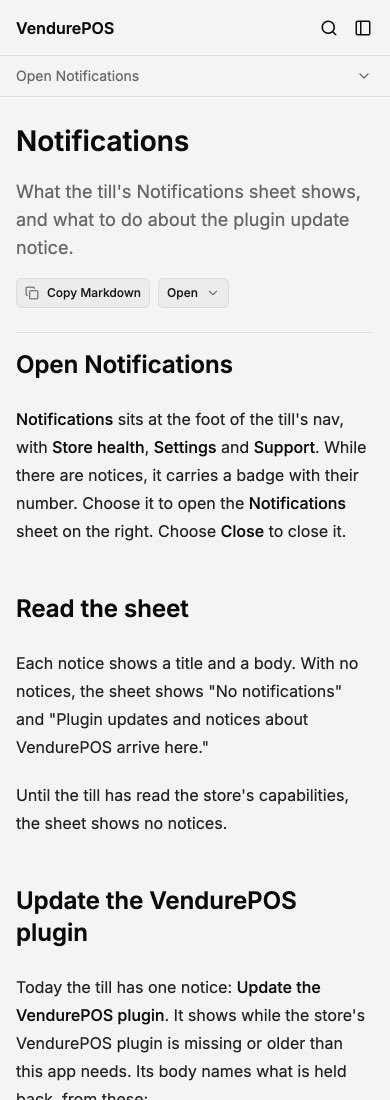 VendurePOS
Open Notifications
Notifications
What the till's Notifications sheet shows,
and what to do about the plugin update
notice.
Copy Markdown
Open
Open Notifications
Notifications sits at the foot of the till's nav,
with Store health, Settings and Support. While
there are notices, it carries a badge with their
number. Choose it to open the Notifications
sheet on the right. Choose Close to close it.
Read the sheet
Each notice shows a title and a body. With no
notices, the sheet shows "No notifications"
and "Plugin updates and notices about
VendurePOS arrive here."
Until the till has read the store's capabilities,
the sheet shows no notices.
Update the VendurePOS
plugin
Today the till has one notice: Update the
VendurePOS plugin. It shows while the store's
VendurePOS plugin is missing or older than
this app needs. Its body names what is held
back, from these: